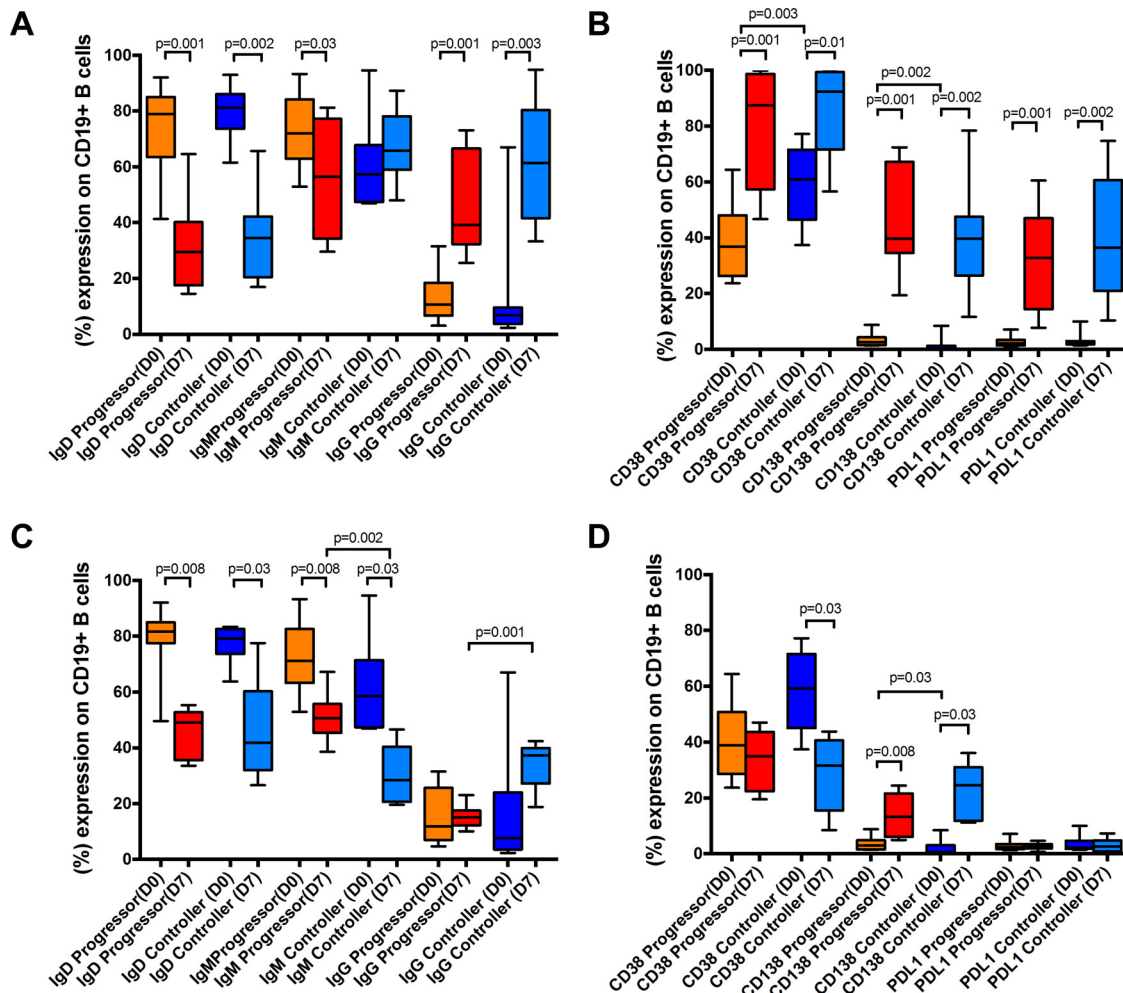 A
(%) expression on CD19+ B cells
100
80
60
40
20
0
p=0.001
p=0.002
p=0.03
p=0.001
p=0.003
IgD Progressor(D0)
IgD Progressor(D7)
IgD Controller (D0)
IgD Controller (D7)
IgMProgressor(D0)
IgM Progressor(D7)
IgM Controller (D0)
IgM Controller (D7)
IgG Progressor(D0)
IgG Progressor(D7)
IgG Controller (D0)
IgG Controller (D7)
B
(%) expression on CD19+ B cells
100
80
60
40
20
0
p=0.003
p=0.001
p=0.01
p=0.002
p=0.001
p=0.002
p=0.001
p=0.002
CD38 Progressor(D0)
CD38 Progressor(D7)
CD38 Controller (D0)
CD38 Controller (D7)
CD138 Progressor(D0)
CD138 Progressor(D7)
CD138 Controller (D0)
CD138 Controller (D7)
PDL1 Progressor(D0)
PDL1 Progressor(D7)
PDL1 Controller (D0)
PDL1 Controller (D7)
C
(%) expression on CD19+ B cells
100
80
60
40
20
0
p=0.008
p=0.03
p=0.008
p=0.002
p=0.03
p=0.001
IgD Progressor(D0)
IgD Progressor(D7)
IgD Controller (D0)
IgD Controller (D7)
IgMProgressor(D0)
IgM Progressor(D7)
IgM Controller (D0)
IgM Controller (D7)
IgG Progressor(D0)
IgG Progressor(D7)
IgG Controller (D0)
IgG Controller (D7)
D
(%) expression on CD19+ B cells
100
80
60
40
20
0
p=0.03
p=0.03
p=0.008
p=0.03
CD38 Progressor(D0)
CD38 Progressor(D7)
CD38 Controller (D0)
CD38 Controller (D7)
CD138 Progressor(D0)
CD138 Progressor(D7)
CD138 Controller (D0)
CD138 Controller (D7)
PDL1 Progressor(D0)
PDL1 Progressor(D7)
PDL1 Controller (D0)
PDL1 Controller (D7)